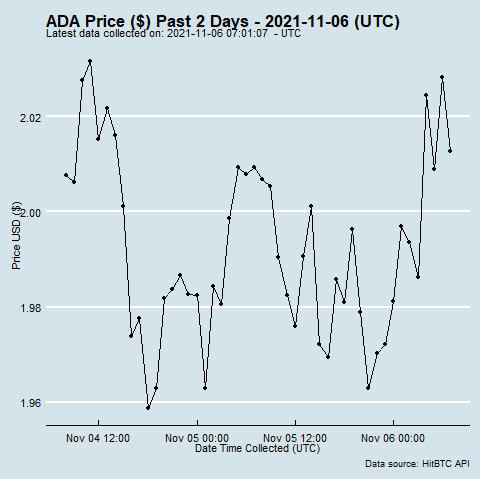 ADA Price ($) Past 2 Days - 2021-11-06 (UTC)
Latest data collected on: 2021-11-06 07:01:07 - UTC
2.02
2.00
1.98
1.96
Price USD ($)
Nov 04 12:00 Nov 05 00:00 Nov 05 12:00 Nov 06 00:00
Date Time Collected (UTC)
Data source: HitBTC API